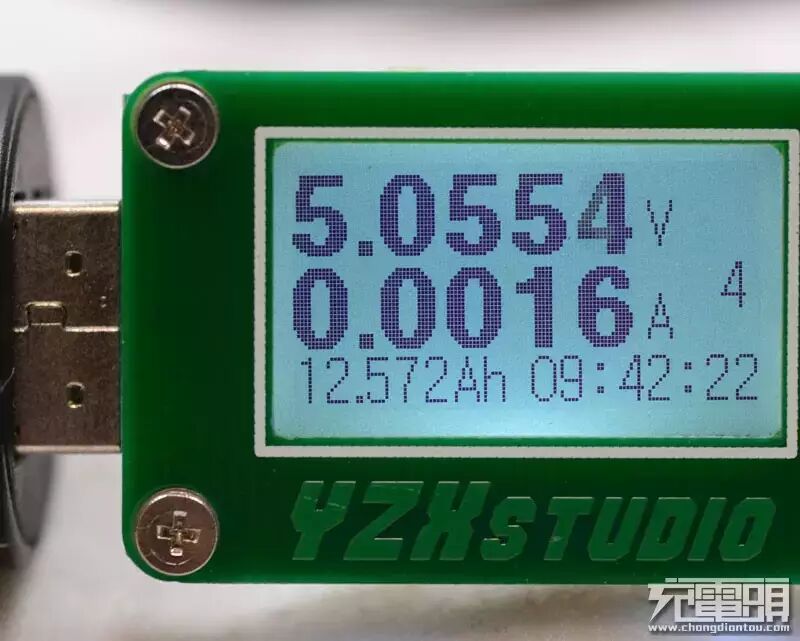 5.0554 V
0.0016 A
4
12.572Ah 09:42:22
YZXSTUDIO
充電頭
www.chongdiantou.com